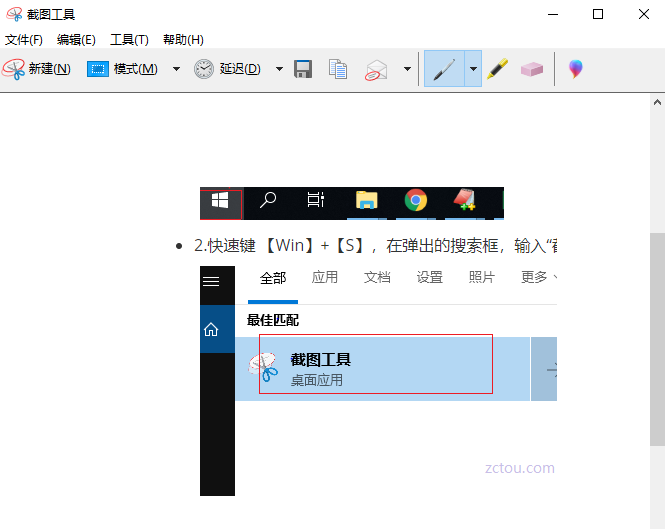 截图工具
文件(F) 编辑(E) 工具(T) 帮助(H)
新建(N) 模式(M) 延迟(D)
2.快速键 【Win】+【S】，在弹出的搜索框，输入“
全部 应用 文档 设置 照片 更多
最佳匹配
截图工具
桌面应用
zctou.com